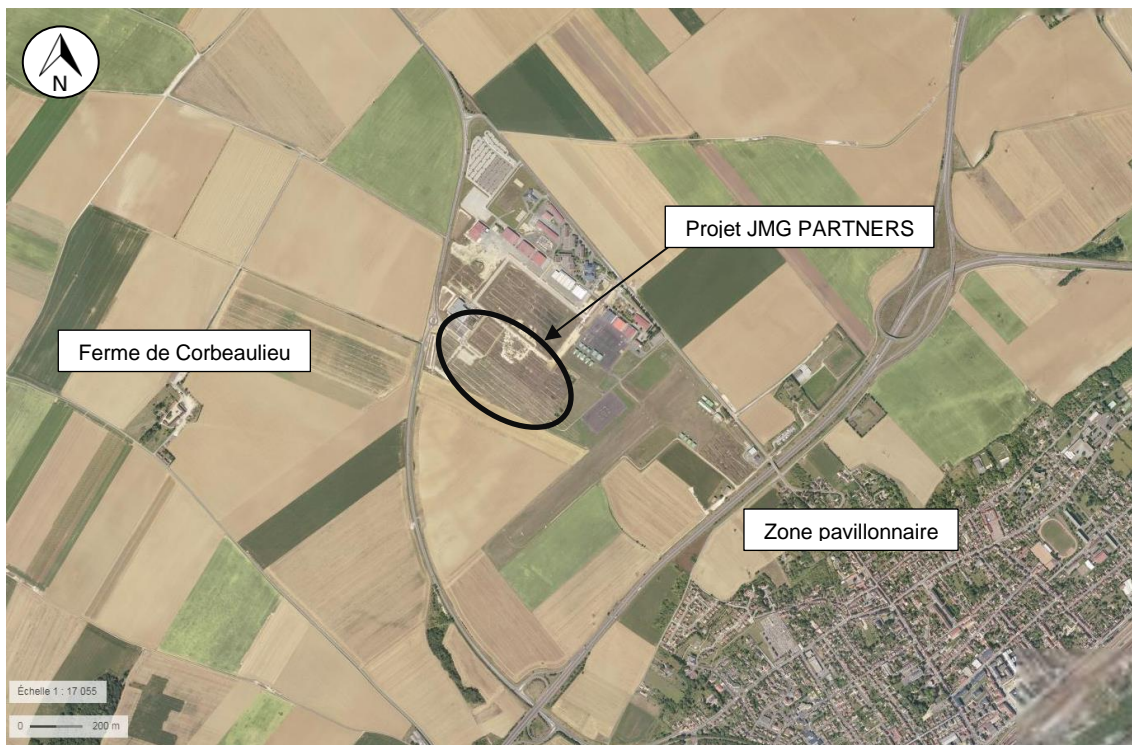 N
Projet JMG PARTNERS
Ferme de Corbeaulieu
Zone pavillonnaire
Échelle 1 : 17 055
0 200 m